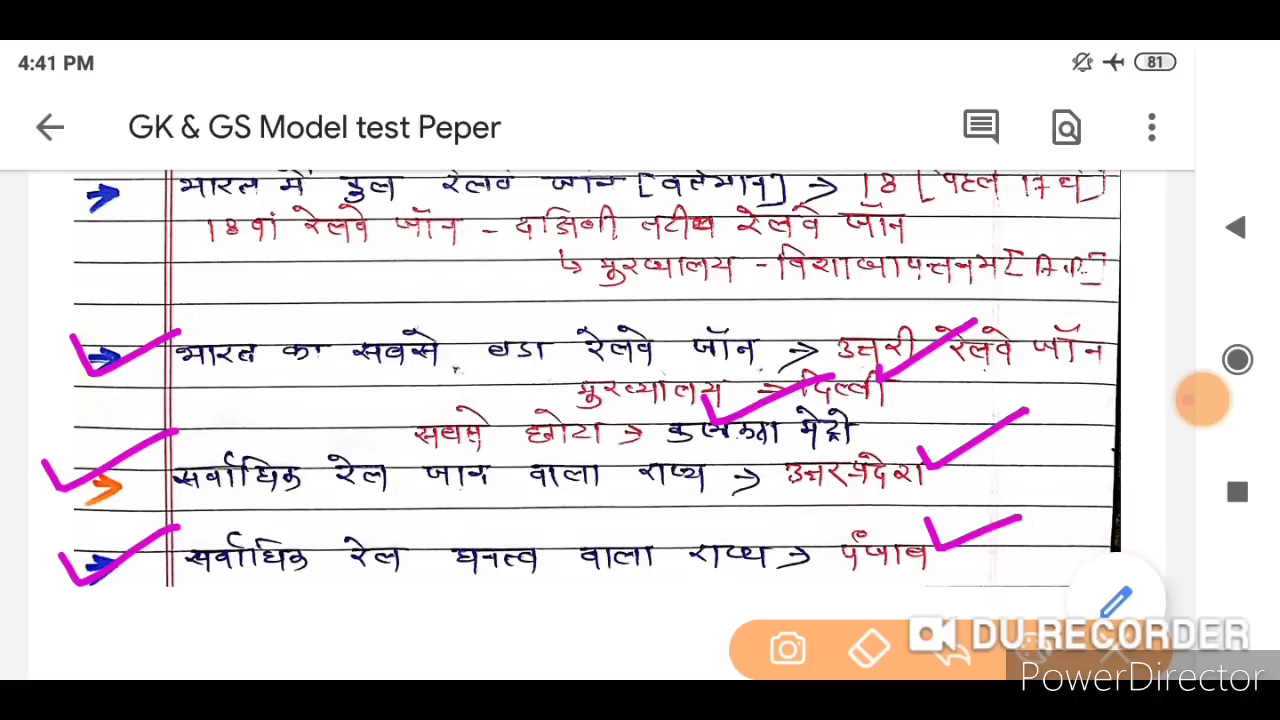 4:41 PM
81
GK & GS Model test Peper
भारत में कुल रेलवे जॉन [वर्तमान] → 18 [पहले 17 थे]
18 वां रेलवे जॉन - दक्षिणी तटीय रेलवे जॉन
↳ मुख्यालय - विशाखापत्तनम [A.P.]
→ भारत का सबसे बडा रेलवे जॉन → उत्तरी रेलवे जॉन
मुख्यालय → दिल्ली
सबसे छोटा → कलकत्ता मेट्रो
→ सर्वाधिक रेल जाल वाला राज्य → उत्तरप्रदेश
→ सर्वाधिक रेल घनत्व वाला राज्य → पंजाब
DU RECORDER
PowerDirector